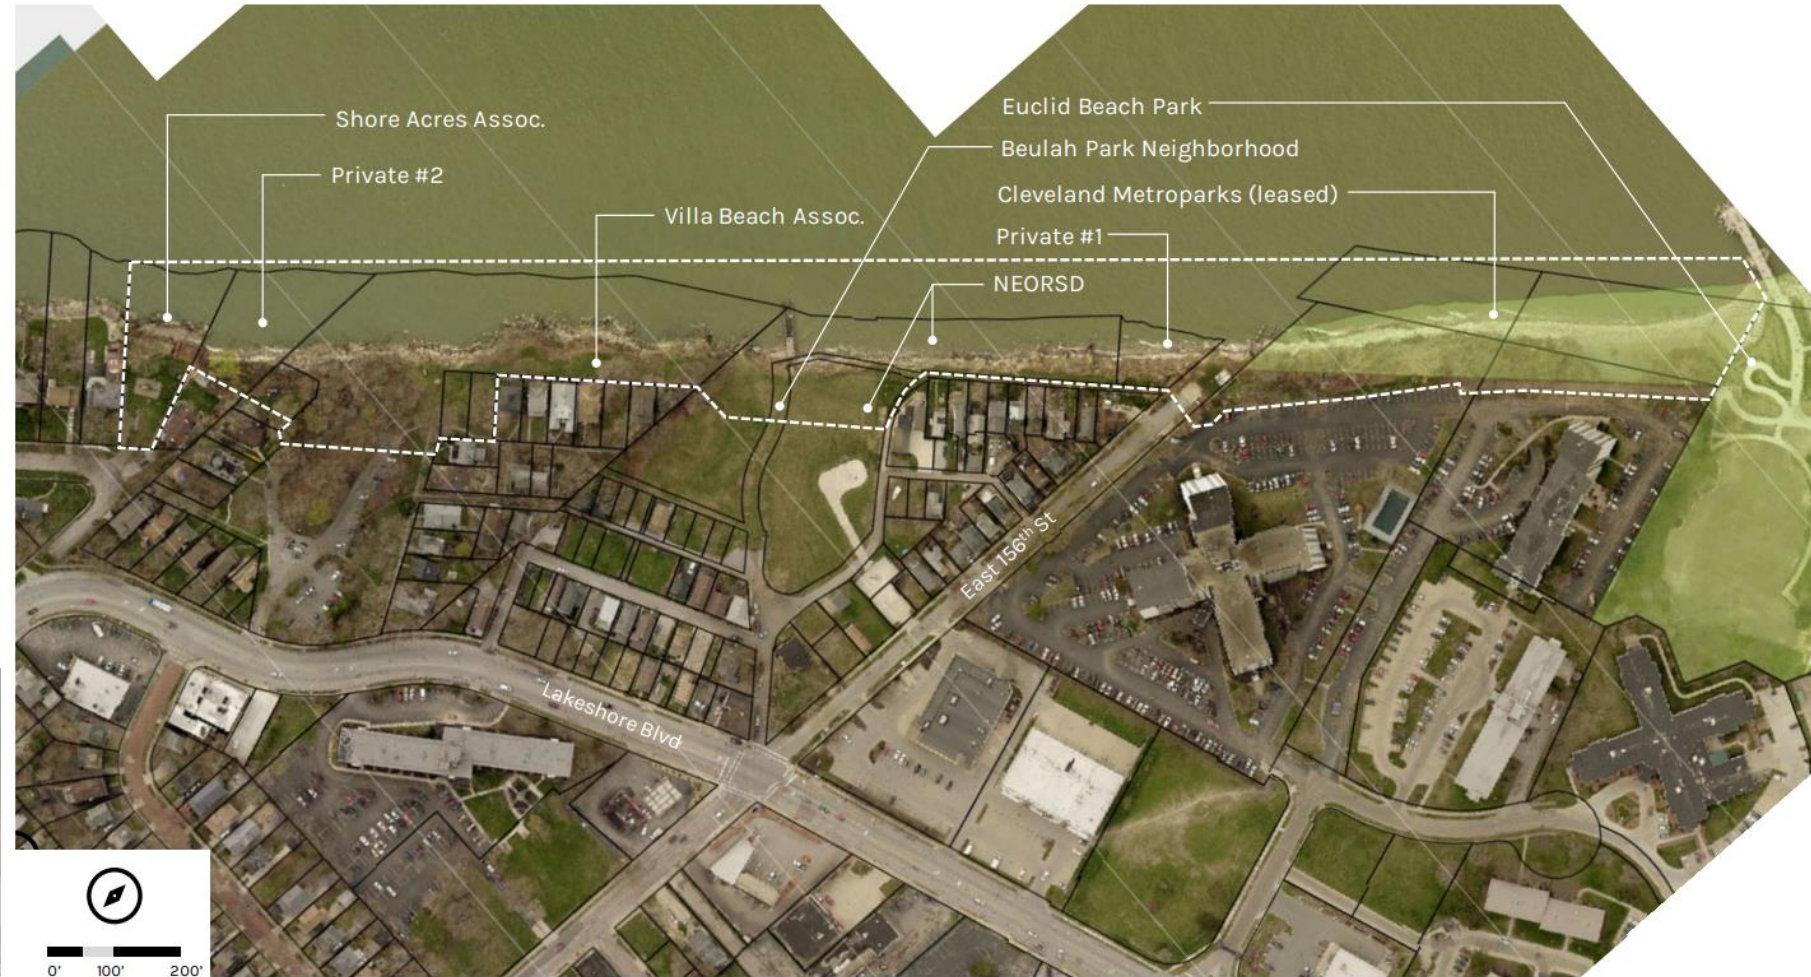 Shore Acres Assoc.
Private #2
Villa Beach Assoc.
Euclid Beach Park
Beulah Park Neighborhood
Cleveland Metroparks (leased)
Private #1
NEORSD
East 156th St
Lakeshore Blvd
0' 100' 200'